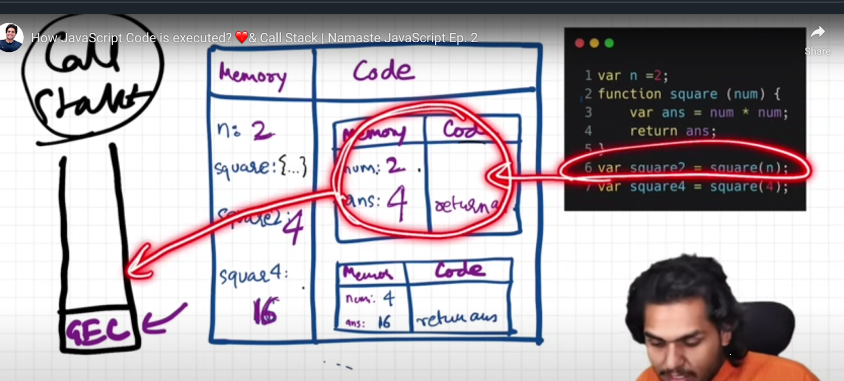 How JavaScript Code is executed? ❤️& Call Stack | Namaste JavaScript Ep. 2
Share
Call
Stack
GEC
Memory
Code
n: 2
square:{...}
square2:
4
squar4:
16
Memory
Code
num: 2
ans: 4
return
Memor
Code
num: 4
ans: 16
return ans
...
1 var n =2;
2 function square (num) {
3 var ans = num * num;
4 return ans;
5 }
6 var square2 = square(n);
7 var square4 = square(4);